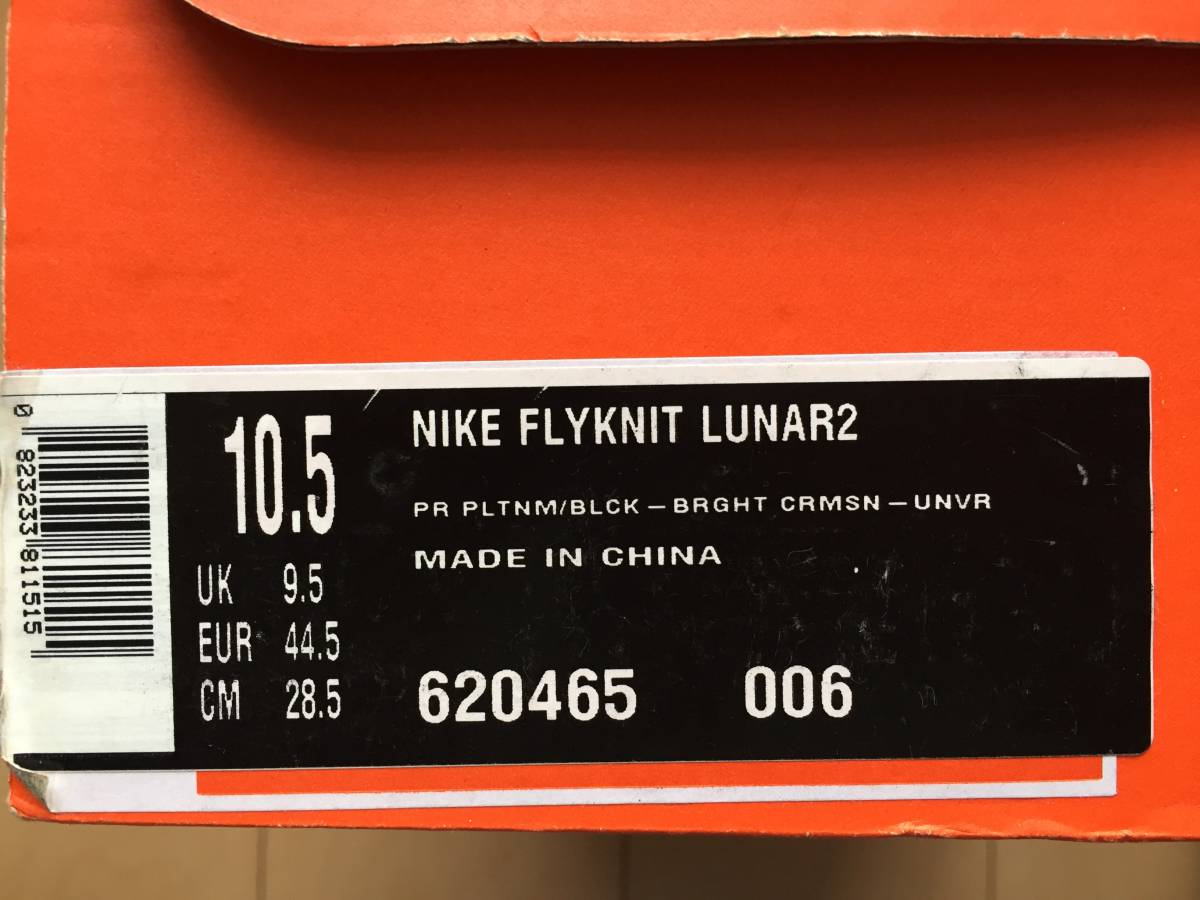 0 823233 811515
10.5
UK 9.5
EUR 44.5
CM 28.5
NIKE FLYKNIT LUNAR2
PR PLTNM/BLCK-BRGHT CRMSN-UNVR
MADE IN CHINA
620465 006